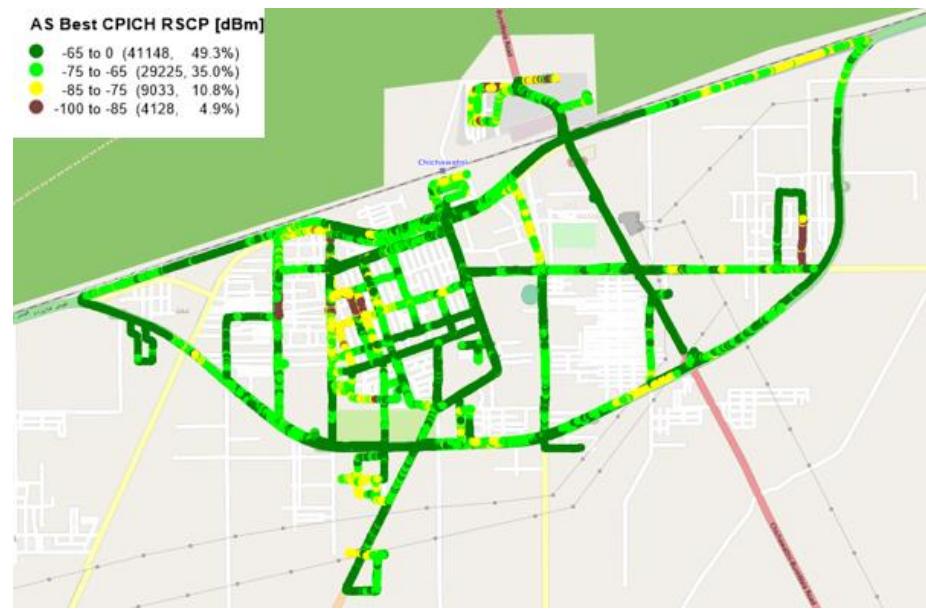 AS Best CPICH RSCP [dBm]
-65 to 0 (41148, 49.3%)
-75 to -65 (29225, 35.0%)
-85 to -75 (9033, 10.8%)
-100 to -85 (4128, 4.9%)
Chichawatni